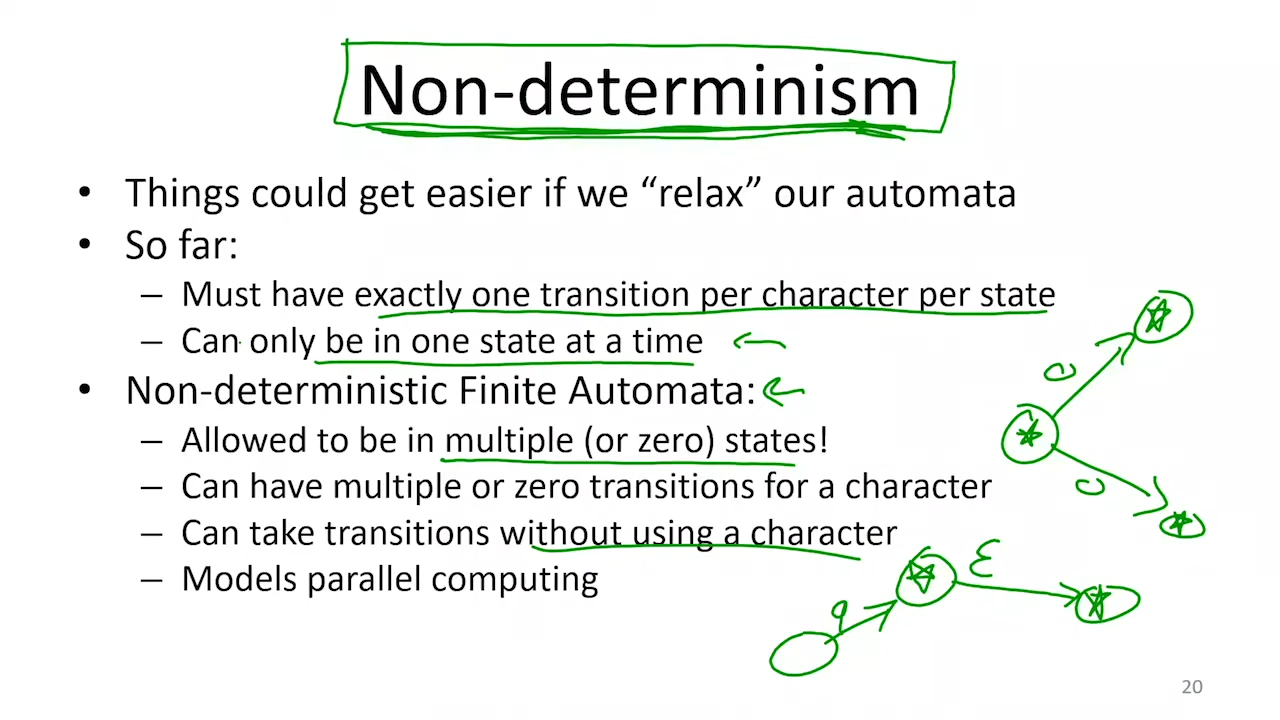 Non-determinism
• Things could get easier if we “relax” our automata
• So far:
– Must have exactly one transition per character per state
– Can only be in one state at a time
• Non-deterministic Finite Automata:
– Allowed to be in multiple (or zero) states!
– Can have multiple or zero transitions for a character
– Can take transitions without using a character
– Models parallel computing
0
0
ε
20